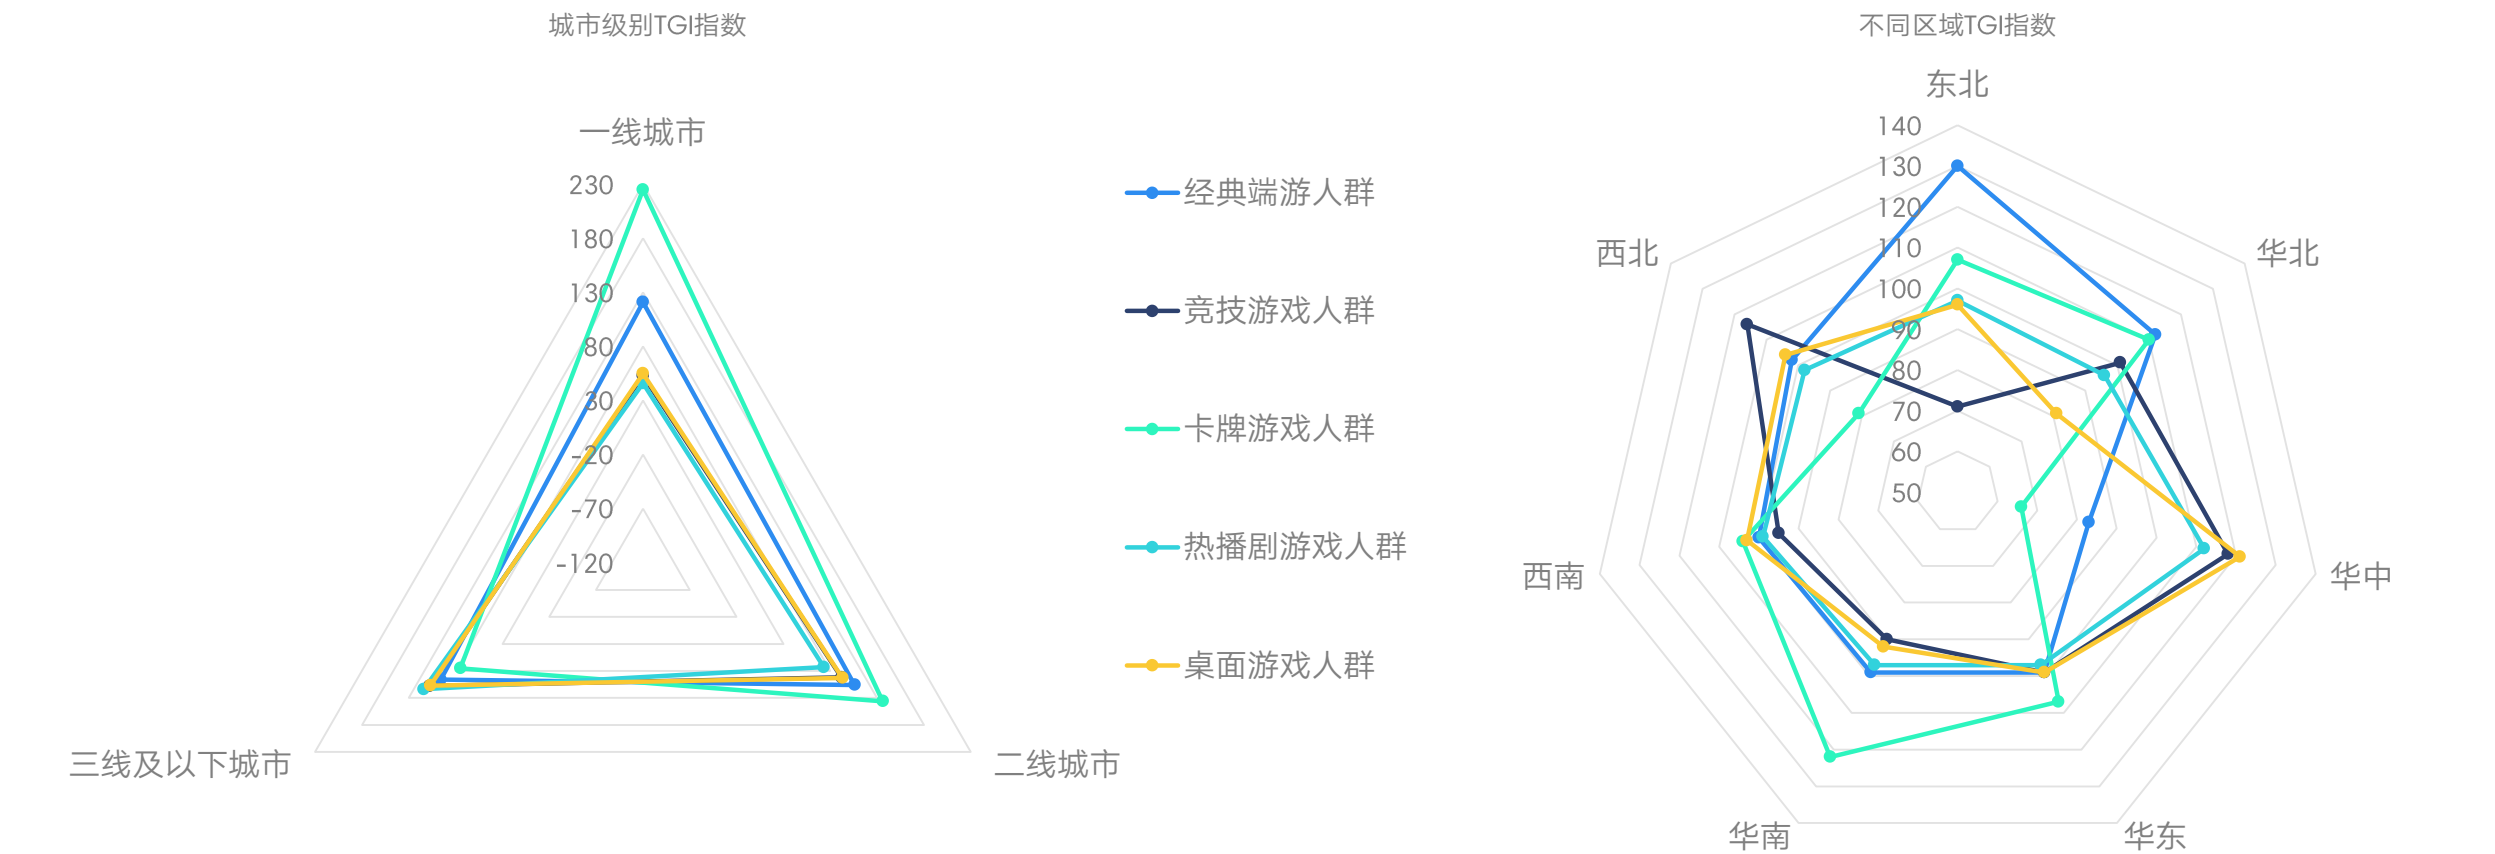 城市级别TGI指数
一线城市
230
180
130
80
30
-20
-70
-120
三线及以下城市
二线城市
经典端游人群
竞技游戏人群
卡牌游戏人群
热播剧游戏人群
桌面游戏人群
不同区域TGI指数
东北
140
130
120
110
100
90
80
70
60
50
西北
华北
西南
华中
华南
华东